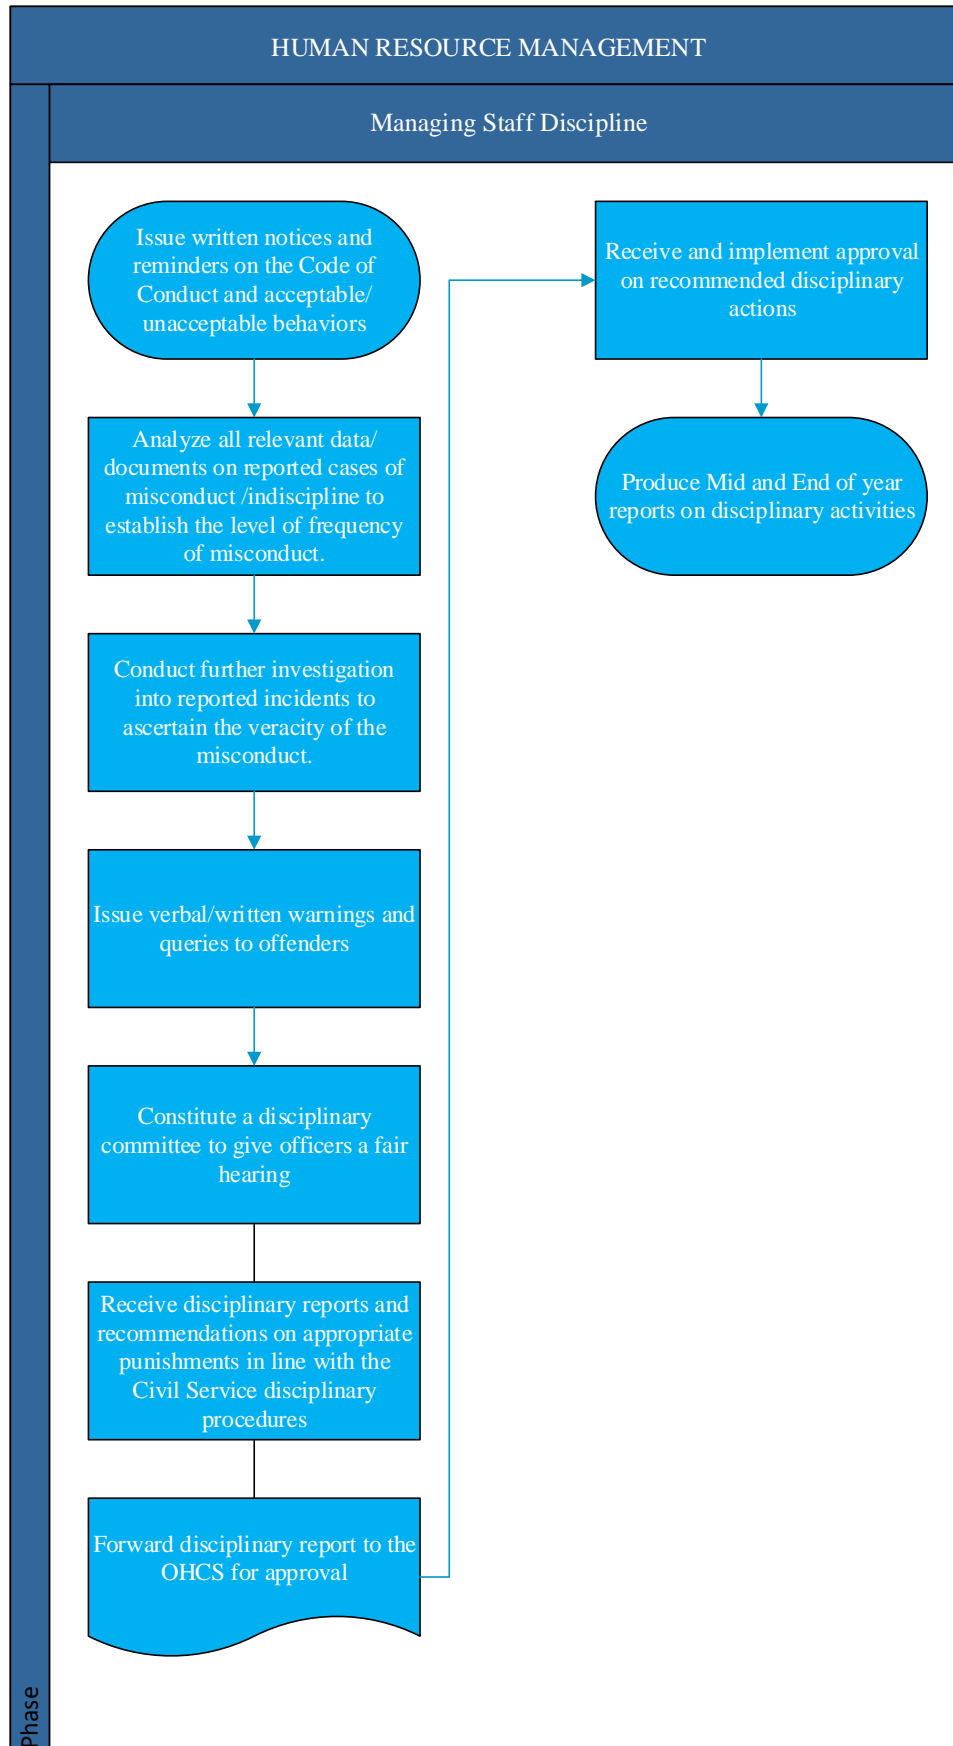 HUMAN RESOURCE MANAGEMENT
Managing Staff Discipline
Issue written notices and
reminders on the Code of
Conduct and acceptable/
unacceptable behaviors
Analyze all relevant data/
documents on reported cases of
misconduct /indiscipline to
establish the level of frequency
of misconduct.
Conduct further investigation
into reported incidents to
ascertain the veracity of the
misconduct.
Issue verbal/written warnings and
queries to offenders
Constitute a disciplinary
committee to give officers a fair
hearing
Receive disciplinary reports and
recommendations on appropriate
punishments in line with the
Civil Service disciplinary
procedures
Forward disciplinary report to the
OHCS for approval
Receive and implement approval
on recommended disciplinary
actions
Produce Mid and End of year
reports on disciplinary activities
Phase